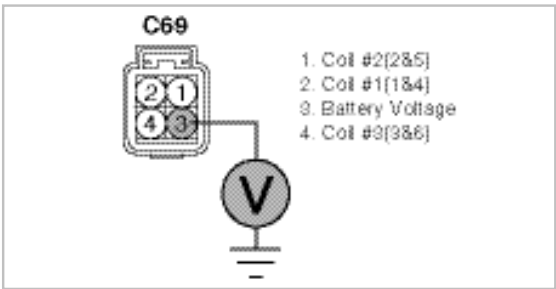 C69
2 1
4 3
1. Coil #2(2&5)
2. Coil #1(1&4)
3. Battery Voltage
4. Coil #3(3&6)
V